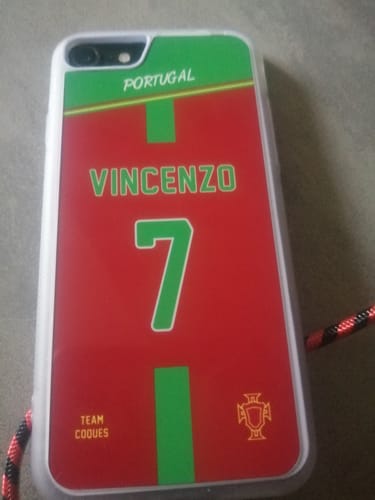 PORTUGAL
VINCENZO
7
TEAM
COQUES